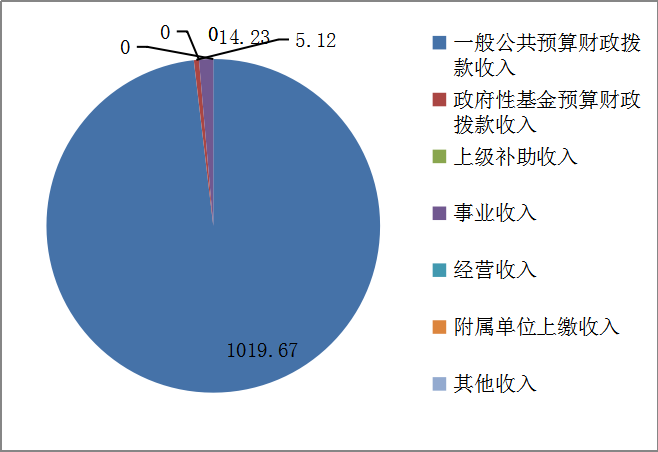 0
0
0
14.23
5.12
1019.67
一般公共预算财政拨
款收入
政府性基金预算财政
拨款收入
上级补助收入
事业收入
经营收入
附属单位上缴收入
其他收入